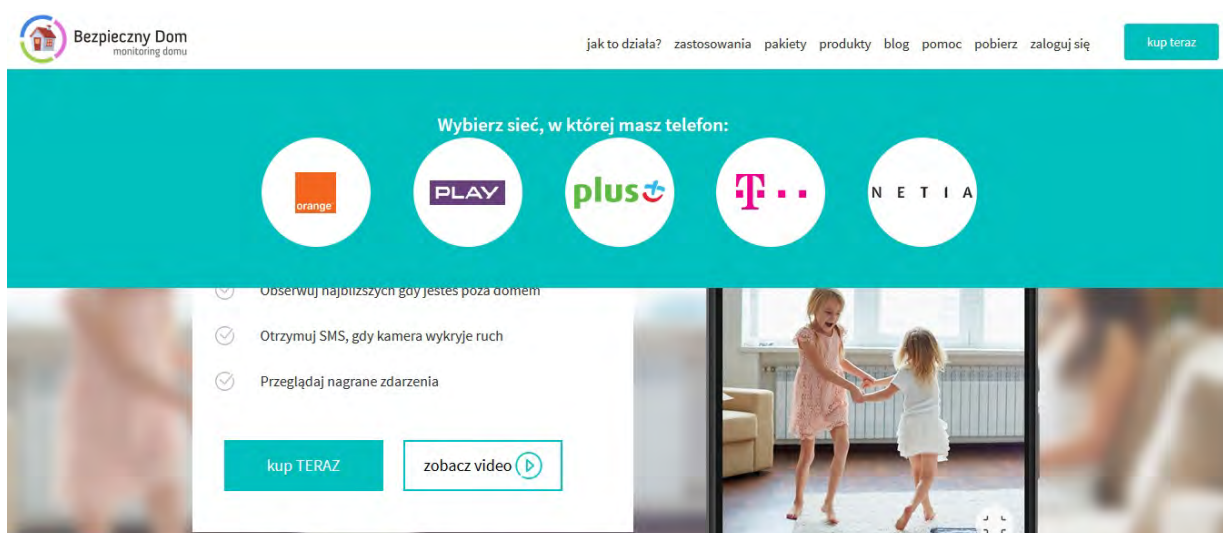 Bezpieczny Dom
monitoring domu
jak to działa? zastosowania pakiety produkty blog pomoc pobierz zaloguj się kup teraz
Wybierz sieć, w której masz telefon:
orange
PLAY
plus
T
NETIA
Obserwuj najbliższych gdy jesteś poza domem
Otrzymuj SMS, gdy kamera wykryje ruch
Przeglądaj nagrane zdarzenia
kup TERAZ
zobacz video